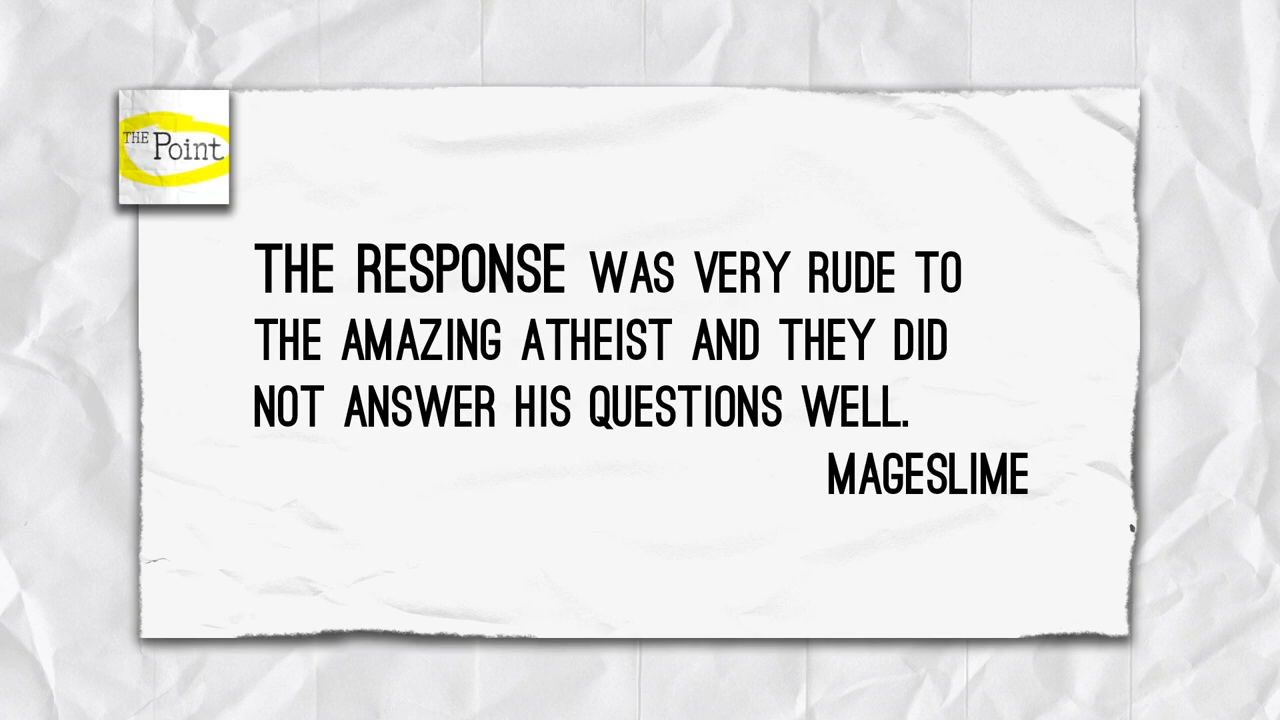 THE Point
THE RESPONSE WAS VERY RUDE TO
THE AMAZING ATHEIST AND THEY DID
NOT ANSWER HIS QUESTIONS WELL.
MAGESLIME